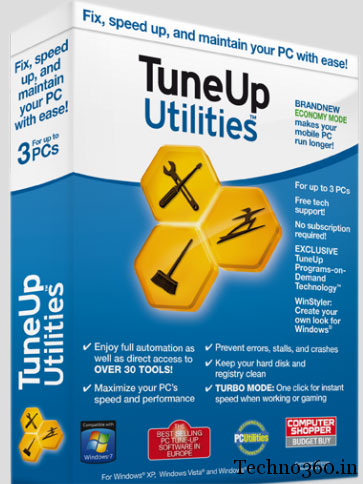 Fix, speed up, and maintain your PC with ease!
Fix, speed
up, and
maintain
your PC
with ease!
3 For up to
PCs
TuneUp
Utilities™
TuneUp
Utilities™
BRANDNEW
ECONOMY MODE
makes your
mobile PC
run longer!
For up to 3 PCs
Free tech
support!
No subscription
required!
EXCLUSIVE
TuneUp
Programs-on-
Demand
Technology™
WinStyler:
Create your
own look for
Windows®
✓ Enjoy full automation as
well as direct access to
OVER 30 TOOLS!
✓ Maximize your PC's
speed and performance
✓ Prevent errors, stalls, and crashes
✓ Keep your hard disk and
registry clean
✓ TURBO MODE: One click for instant
speed when working or gaming
Compatible with
Windows 7
THE
BEST SELLING
PC TUNE-UP
SOFTWARE IN
EUROPE
PCUtilities
COMPUTER
SHOPPER
BUDGET BUY
For Windows® XP, Windows Vista® and Window
Techno360.in